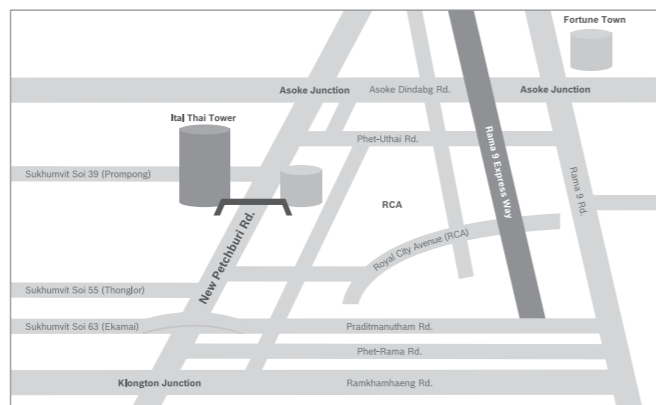 Fortune Town
Asoke Junction
Asoke Dindabg Rd.
Asoke Junction
Ital Thai Tower
Phet-Uthai Rd.
Rama 9 Express Way
Sukhumvit Soi 39 (Prompong)
Rama 9 Rd.
RCA
New Petchburi Rd.
Royal City Avenue (RCA)
Sukhumvit Soi 55 (Thonglor)
Sukhumvit Soi 63 (Ekamai)
Praditmanutham Rd.
Phet-Rama Rd.
Klongton Junction
Ramkhamhaeng Rd.